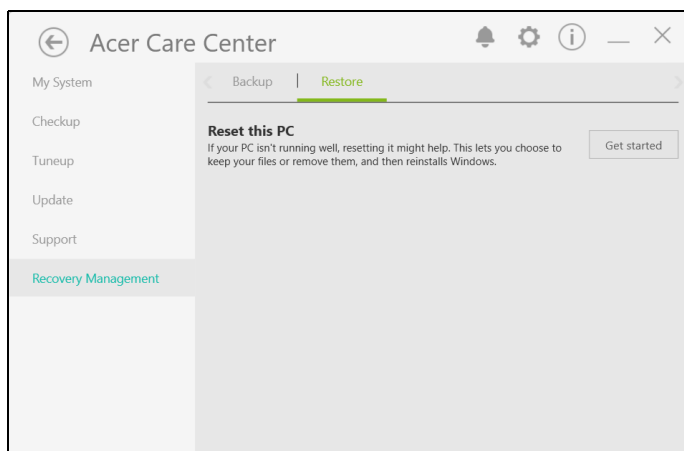 Acer Care Center
My System
Checkup
Tuneup
Update
Support
Recovery Management
Backup | Restore
Reset this PC
If your PC isn't running well, resetting it might help. This lets you choose to
keep your files or remove them, and then reinstalls Windows.
Get started